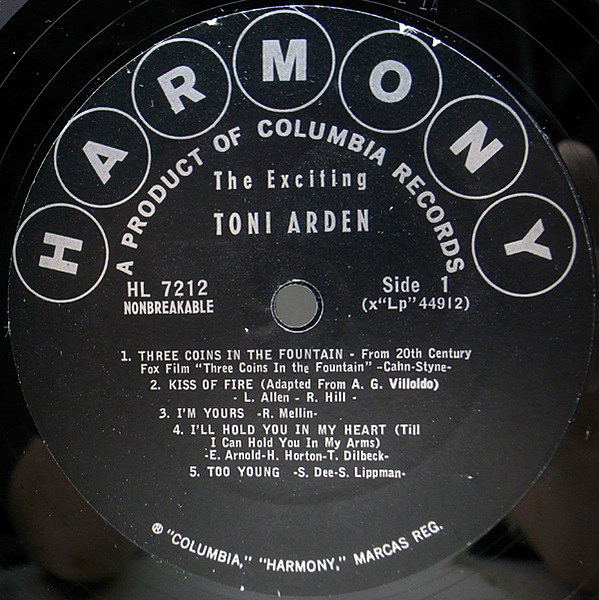 HARMONY
A PRODUCT OF COLUMBIA RECORDS
The Exciting
TONI ARDEN
HL 7212
NONBREAKABLE
Side 1
(x"Lp" 44912)
1. THREE COINS IN THE FOUNTAIN - From 20th Century
Fox Film "Three Coins In the Fountain" -Cahn-Styne-
2. KISS OF FIRE (Adapted From A. G. Villoldo)
- L. Allen - R. Hill -
3. I'M YOURS -R. Mellin-
4. I'LL HOLD YOU IN MY HEART (Till
I Can Hold You In My Arms)
-E. Arnold-H. Horton-T. Dilbeck-
5. TOO YOUNG -S. Dee-S. Lippman-
® "COLUMBIA," "HARMONY," MARCAS REG.